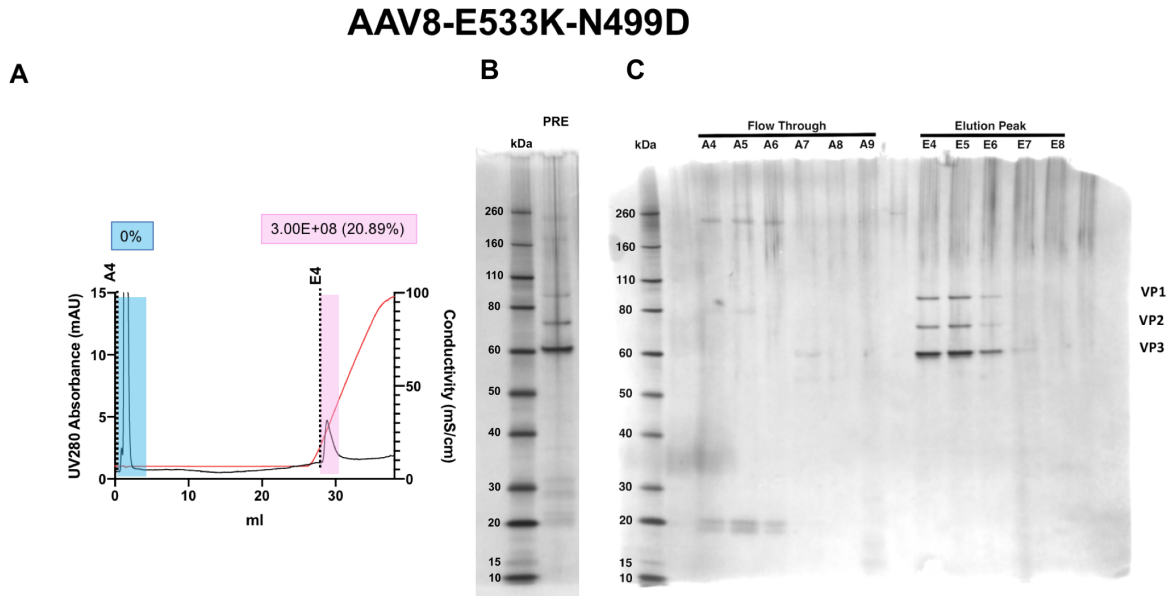 AAV8-E533K-N499D
A
0%
3.00E+08 (20.89%)
A4
E4
UV280 Absorbance (mAU)
15
10
5
0
100
50
0
Conductivity (mS/cm)
0
10
20
30
ml
B
PRE
kDa
260
160
110
80
60
50
40
30
20
15
10
C
Flow Through
Elution Peak
kDa
A4 A5 A6 A7 A8 A9
E4 E5 E6 E7 E8
260
160
110
80
60
50
40
30
20
15
10
VP1
VP2
VP3